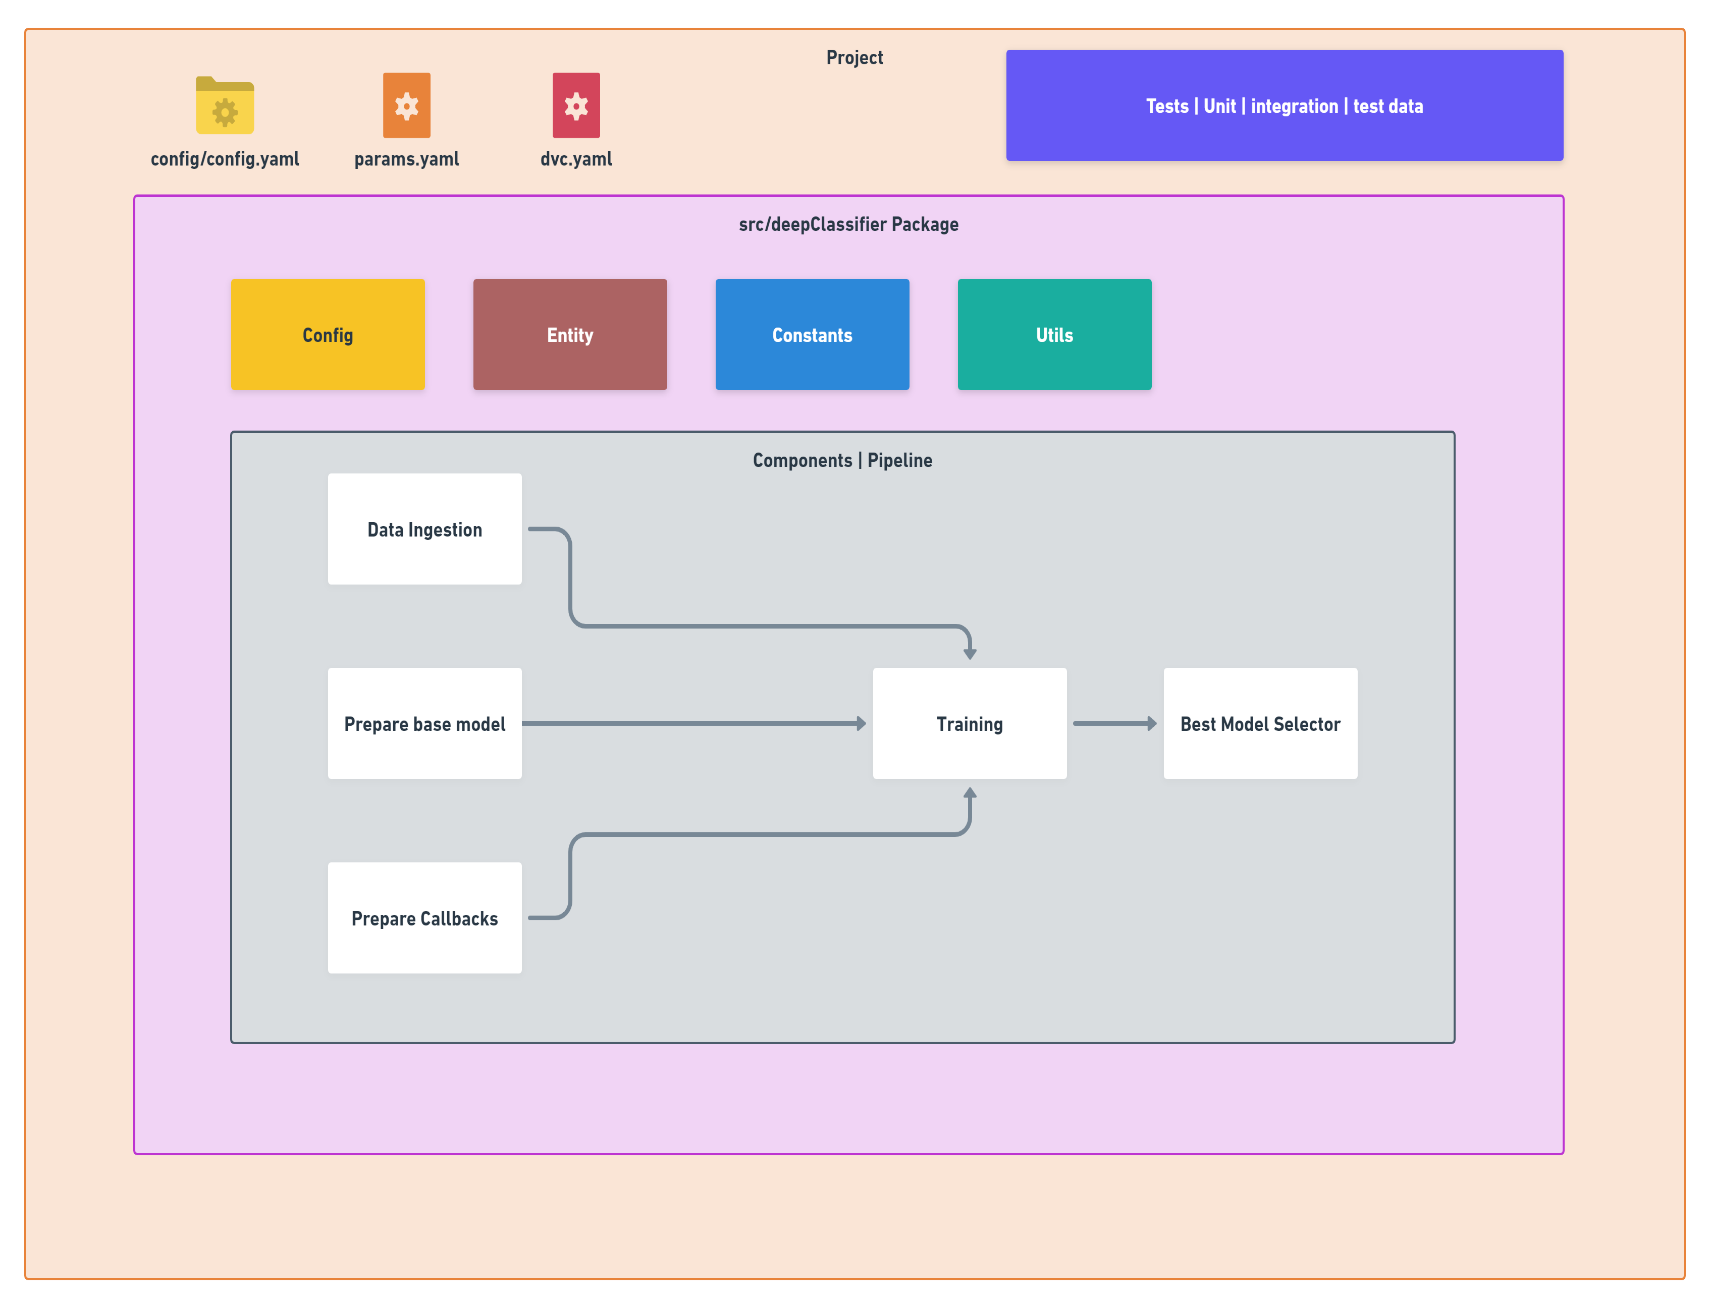 Project
config/config.yaml
params.yaml
dvc.yaml
Tests | Unit | integration | test data
src/deepClassifier Package
Config
Entity
Constants
Utils
Components | Pipeline
Data Ingestion
Prepare base model
Training
Best Model Selector
Prepare Callbacks